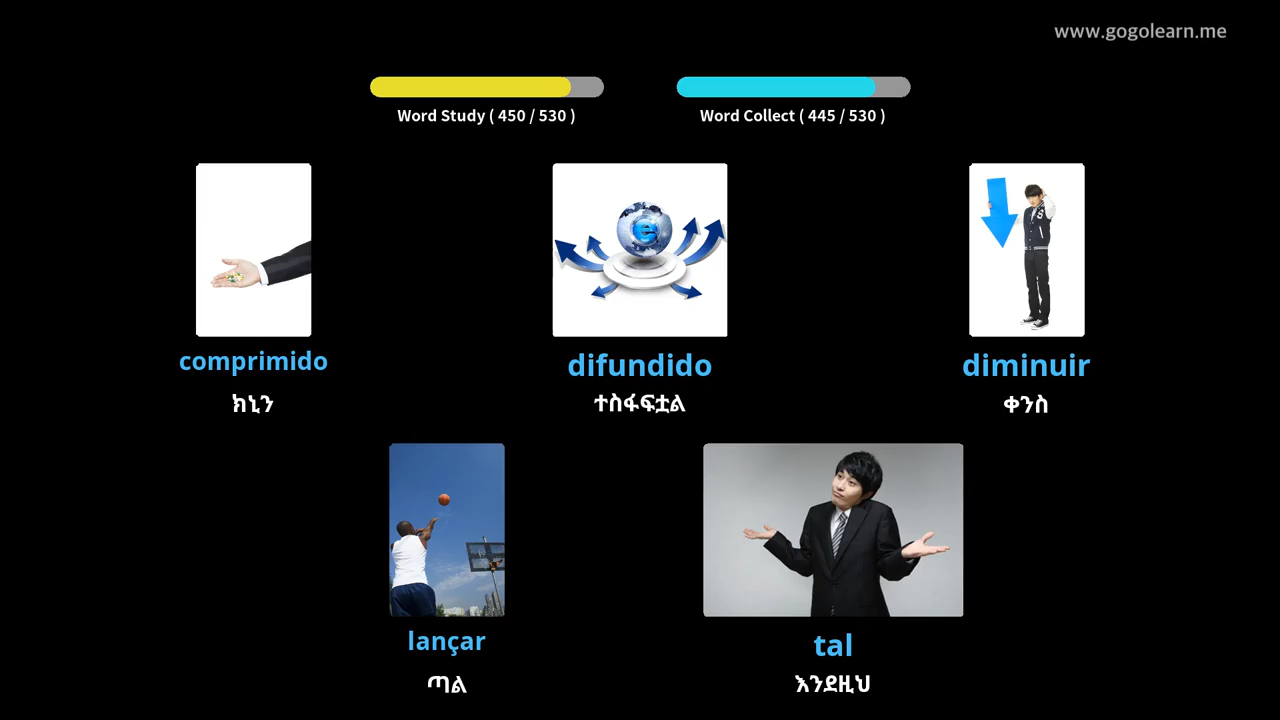 www.gogolearn.me
Word Study ( 450 / 530 )
Word Collect ( 445 / 530 )
comprimido
ክኒን
difundido
ተስፋፍቷል
diminuir
ቀንስ
lançar
ጣል
tal
እንደዚህ